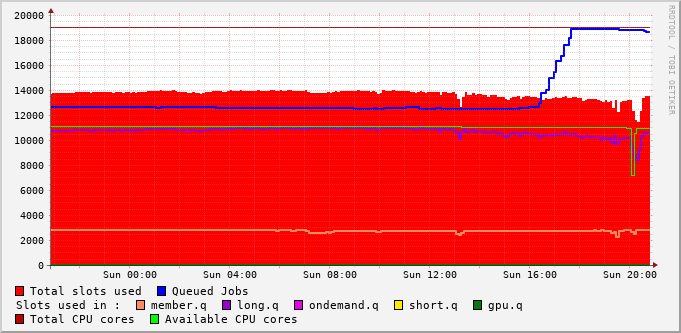 20000
18000
16000
14000
12000
10000
8000
6000
4000
2000
0
Sun 00:00 Sun 04:00 Sun 08:00 Sun 12:00 Sun 16:00 Sun 20:00
Total slots used Queued Jobs
Slots used in : member.q long.q ondemand.q short.q gpu.q
Total CPU cores Available CPU cores
RRDTOOL / TOBI OETIKER